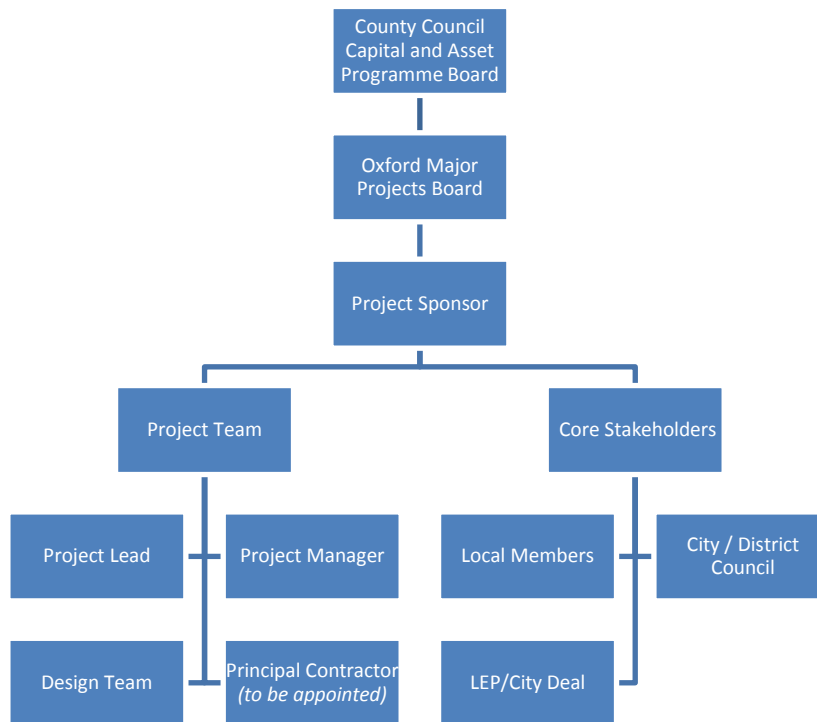 County Council
Capital and Asset
Programme Board
Oxford Major
Projects Board
Project Sponsor
Project Team
Core Stakeholders
Project Lead
Project Manager
Local Members
City / District
Council
Design Team
Principal Contractor
(to be appointed)
LEP/City Deal